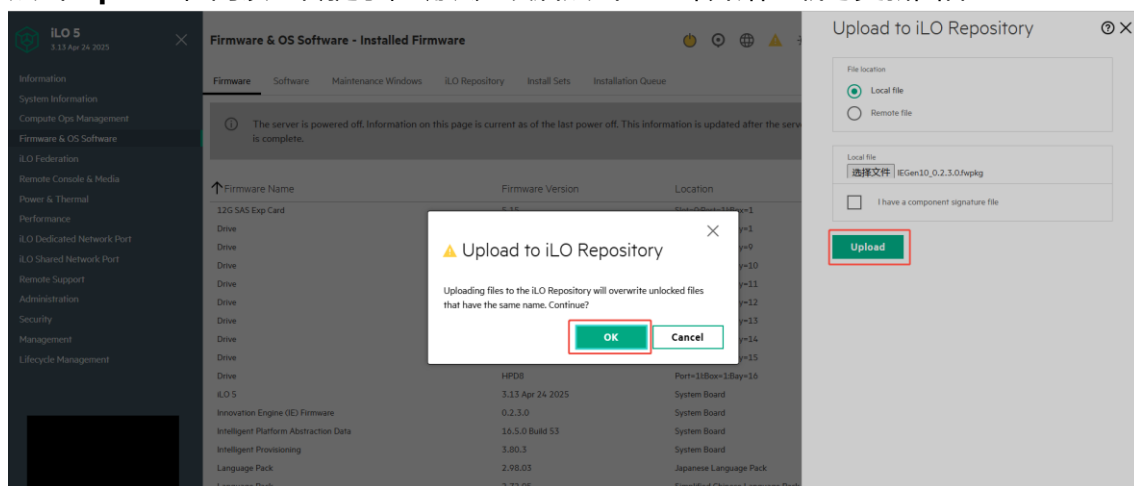 iLO 5
3.13 Apr 24 2025
Information
System Information
Compute Ops Management
Firmware & OS Software
iLO Federation
Remote Console & Media
Power & Thermal
Performance
iLO Dedicated Network Port
iLO Shared Network Port
Remote Support
Administration
Security
Management
Lifecycle Management
Firmware & OS Software - Installed Firmware
Firmware Software Maintenance Windows iLO Repository Install Sets Installation Queue
The server is powered off. Information on this page is current as of the last power off. This information is updated after the serv
is complete.
Firmware Name Firmware Version Location
12G SAS Exp Card
Drive
Drive
Drive y=10
Drive y=11
Drive y=12
Drive y=13
Drive y=14
Drive y=15
Drive HPD8 Port=1I:Box=1:Bay=16
iLO 5 3.13 Apr 24 2025 System Board
Innovation Engine (IE) Firmware 0.2.3.0 System Board
Intelligent Platform Abstraction Data 16.5.0 Build 53 System Board
Intelligent Provisioning 3.80.3 System Board
Language Pack 2.98.03 Japanese Language Pack
Upload to iLO Repository
Uploading files to the iLO Repository will overwrite unlocked files
that have the same name. Continue?
OK Cancel
Upload to iLO Repository
File location
Local file
Remote file
Local file
选择文件 IEGen10_0.2.3.0.fwpkg
I have a component signature file
Upload